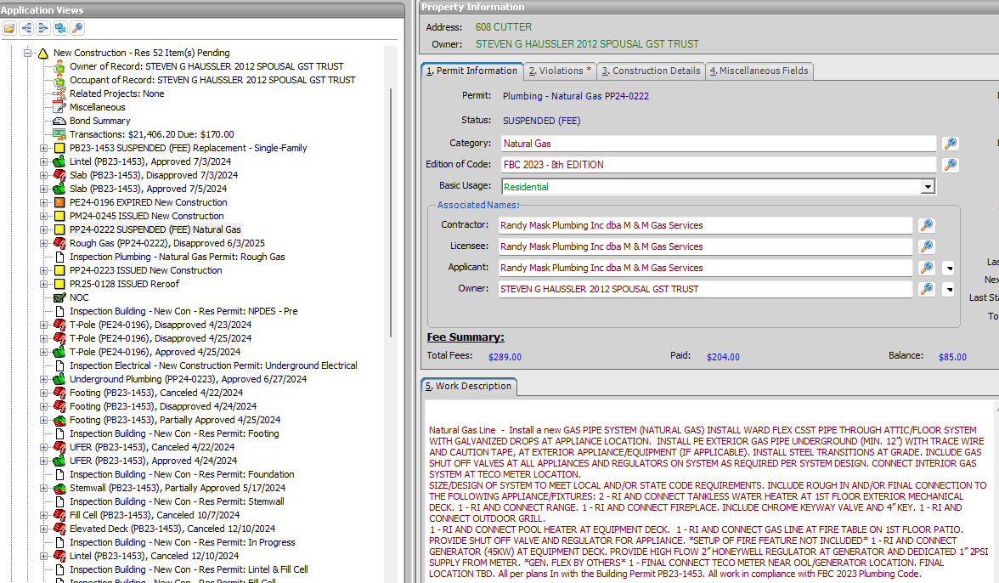 Application Views
New Construction - Res 52 Item(s) Pending
Owner of Record: STEVEN G HAUSSLER 2012 SPOUSAL GST TRUST
Occupant of Record: STEVEN G HAUSSLER 2012 SPOUSAL GST TRUST
Related Projects: None
Miscellaneous
Bond Summary
Transactions: $21,406.20 Due: $170.00
PB23-1453 SUSPENDED (FEE) Replacement - Single-Family
Lintel (PB23-1453), Approved 7/3/2024
Slab (PB23-1453), Disapproved 7/3/2024
Slab (PB23-1453), Approved 7/5/2024
PE24-0196 EXPIRED New Construction
PM24-0245 ISSUED New Construction
PP24-0222 SUSPENDED (FEE) Natural Gas
Rough Gas (PP24-0222), Disapproved 6/3/2025
Inspection Plumbing - Natural Gas Permit: Rough Gas
PP24-0223 ISSUED New Construction
PR25-0128 ISSUED Reroof
NOC
Inspection Building - New Con - Res Permit: NPDES - Pre
T-Pole (PE24-0196), Disapproved 4/23/2024
T-Pole (PE24-0196), Disapproved 4/25/2024
T-Pole (PE24-0196), Approved 4/25/2024
Inspection Electrical - New Construction Permit: Underground Electrical
Underground Plumbing (PP24-0223), Approved 6/27/2024
Footing (PB23-1453), Canceled 4/22/2024
Footing (PB23-1453), Disapproved 4/24/2024
Footing (PB23-1453), Partially Approved 4/25/2024
Inspection Building - New Con - Res Permit: Footing
UFER (PB23-1453), Canceled 4/22/2024
UFER (PB23-1453), Approved 4/24/2024
Inspection Building - New Con - Res Permit: Foundation
Stemwall (PB23-1453), Partially Approved 5/17/2024
Inspection Building - New Con - Res Permit: Stemwall
Fill Cell (PB23-1453), Canceled 10/7/2024
Elevated Deck (PB23-1453), Canceled 12/10/2024
Inspection Building - New Con - Res Permit: In Progress
Lintel (PB23-1453), Canceled 12/10/2024
Inspection Building - New Con - Res Permit: Lintel & Fill Cell
Inspection Building - New Con - Res Permit: Fill Cell
Property Information
Address: 608 CUTTER
Owner: STEVEN G HAUSSLER 2012 SPOUSAL GST TRUST
1. Permit Information 2. Violations * 3. Construction Details 4. Miscellaneous Fields
Permit: Plumbing - Natural Gas PP24-0222
Status: SUSPENDED (FEE)
Category: Natural Gas
Edition of Code: FBC 2023 - 8th EDITION
Basic Usage: Residential
Associated Names:
Contractor: Randy Mask Plumbing Inc dba M & M Gas Services
Licensee: Randy Mask Plumbing Inc dba M & M Gas Services
Las
Applicant: Randy Mask Plumbing Inc dba M & M Gas Services
Nex
Owner: STEVEN G HAUSSLER 2012 SPOUSAL GST TRUST
Last Sta
To
Fee Summary:
Total Fees: $289.00 Paid: $204.00 Balance: $85.00
5. Work Description
Natural Gas Line - Install a new GAS PIPE SYSTEM (NATURAL GAS) INSTALL WARD FLEX CSST PIPE THROUGH ATTIC/FLOOR SYSTEM
WITH GALVANIZED DROPS AT APPLIANCE LOCATION. INSTALL PE EXTERIOR GAS PIPE UNDERGROUND (MIN. 12") WITH TRACE WIRE
AND CAUTION TAPE, AT EXTERIOR APPLIANCE/EQUIPMENT (IF APPLICABLE). INSTALL STEEL TRANSITIONS AT GRADE. INCLUDE GAS
SHUT OFF VALVES AT ALL APPLIANCES AND REGULATORS ON SYSTEM AS REQUIRED PER SYSTEM DESIGN. CONNECT INTERIOR GAS
SYSTEM AT TECO METER LOCATION.
SIZE/DESIGN OF SYSTEM TO MEET LOCAL AND/OR STATE CODE REQUIREMENTS. INCLUDE ROUGH IN AND/OR FINAL CONNECTION TO
THE FOLLOWING APPLIANCE/FIXTURES: 2 - RI AND CONNECT TANKLESS WATER HEATER AT 1ST FLOOR EXTERIOR MECHANICAL
DECK. 1 - RI AND CONNECT RANGE. 1 - RI AND CONNECT FIREPLACE. INCLUDE CHROME KEYWAY VALVE AND 4" KEY. 1 - RI AND
CONNECT OUTDOOR GRILL.
1 - RI AND CONNECT POOL HEATER AT EQUIPMENT DECK. 1 - RI AND CONNECT GAS LINE AT FIRE TABLE ON 1ST FLOOR PATIO.
PROVIDE SHUT OFF VALVE AND REGULATOR FOR APPLIANCE. *SETUP OF FIRE FEATURE NOT INCLUDED* 1 - RI AND CONNECT
GENERATOR (45KW) AT EQUIPMENT DECK. PROVIDE HIGH FLOW 2" HONEYWELL REGULATOR AT GENERATOR AND DEDICATED 1" 2PSI
SUPPLY FROM METER. *GEN. FLEX BY OTHERS* 1 - FINAL CONNECT TECO METER NEAR OOL/GENERATOR LOCATION. FINAL
LOCATION TBD. All per plans In with the Building Permit PB23-1453. All work in compliance with FBC 2023 Plumbing Code.